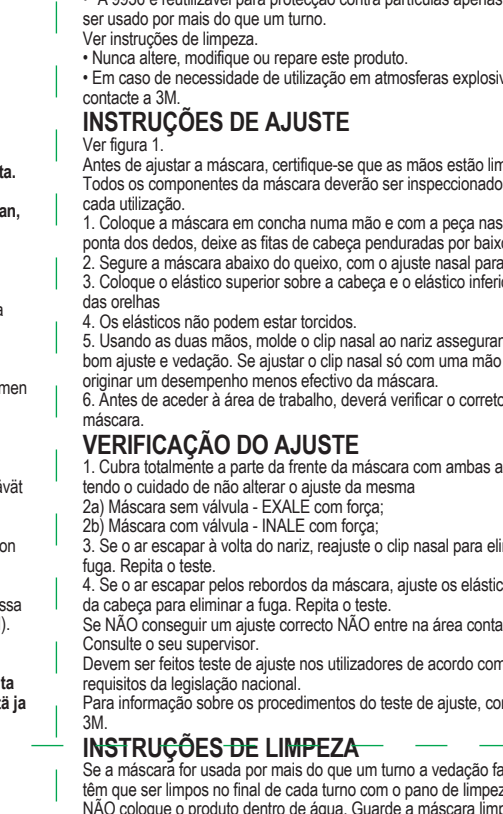 ta.
an,
a
men
ävät
on
ssa
).
ta
tä ja
ser usado por mais do que um turno.
Ver instruções de limpeza.
• Nunca altere, modifique ou repare este produto.
• Em caso de necessidade de utilização em atmosferas explosiv
contacte a 3M.
INSTRUÇÕES DE AJUSTE
Ver figura 1.
Antes de ajustar a máscara, certifique-se que as mãos estão lim
Todos os componentes da máscara deverão ser inspeccionado
cada utilização.
1. Coloque a máscara em concha numa mão e com a peça nas
ponta dos dedos, deixe as fitas de cabeça penduradas por baixo
2. Segure a máscara abaixo do queixo, com o ajuste nasal para
3. Coloque o elástico superior sobre a cabeça e o elástico inferio
das orelhas
4. Os elásticos não podem estar torcidos.
5. Usando as duas mãos, molde o clip nasal ao nariz assegurar
bom ajuste e vedação. Se ajustar o clip nasal só com uma mão
originar um desempenho menos efectivo da máscara.
6. Antes de aceder à área de trabalho, deverá verificar o correto
máscara.
VERIFICAÇÃO DO AJUSTE
1. Cubra totalmente a parte da frente da máscara com ambas a
tendo o cuidado de não alterar o ajuste da mesma
2a) Máscara sem válvula - EXALE com força;
2b) Máscara com válvula - INALE com força;
3. Se o ar escapar à volta do nariz, reajuste o clip nasal para elim
fuga. Repita o teste.
4. Se o ar escapar pelos rebordos da máscara, ajuste os elástic
da cabeça para eliminar a fuga. Repita o teste.
Se NÃO conseguir um ajuste correcto NÃO entre na área conta
Consulte o seu supervisor.
Devem ser feitos teste de ajuste nos utilizadores de acordo com
requisitos da legislação nacional.
Para informação sobre os procedimentos do teste de ajuste, con
3M.
INSTRUÇÕES DE LIMPEZA
Se a máscara for usada por mais do que um turno a vedação fa
têm que ser limpos no final de cada turno com o pano de limpez
NÃO coloque o produto dentro de água. Guarde a máscara limp